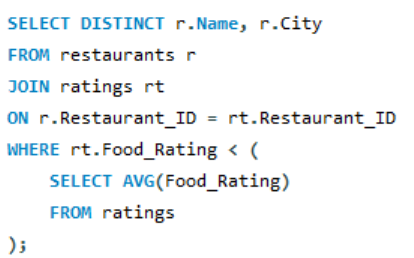 SELECT DISTINCT r.Name, r.City
FROM restaurants r
JOIN ratings rt
ON r.Restaurant_ID = rt.Restaurant_ID
WHERE rt.Food_Rating < (
    SELECT AVG(Food_Rating)
    FROM ratings
);